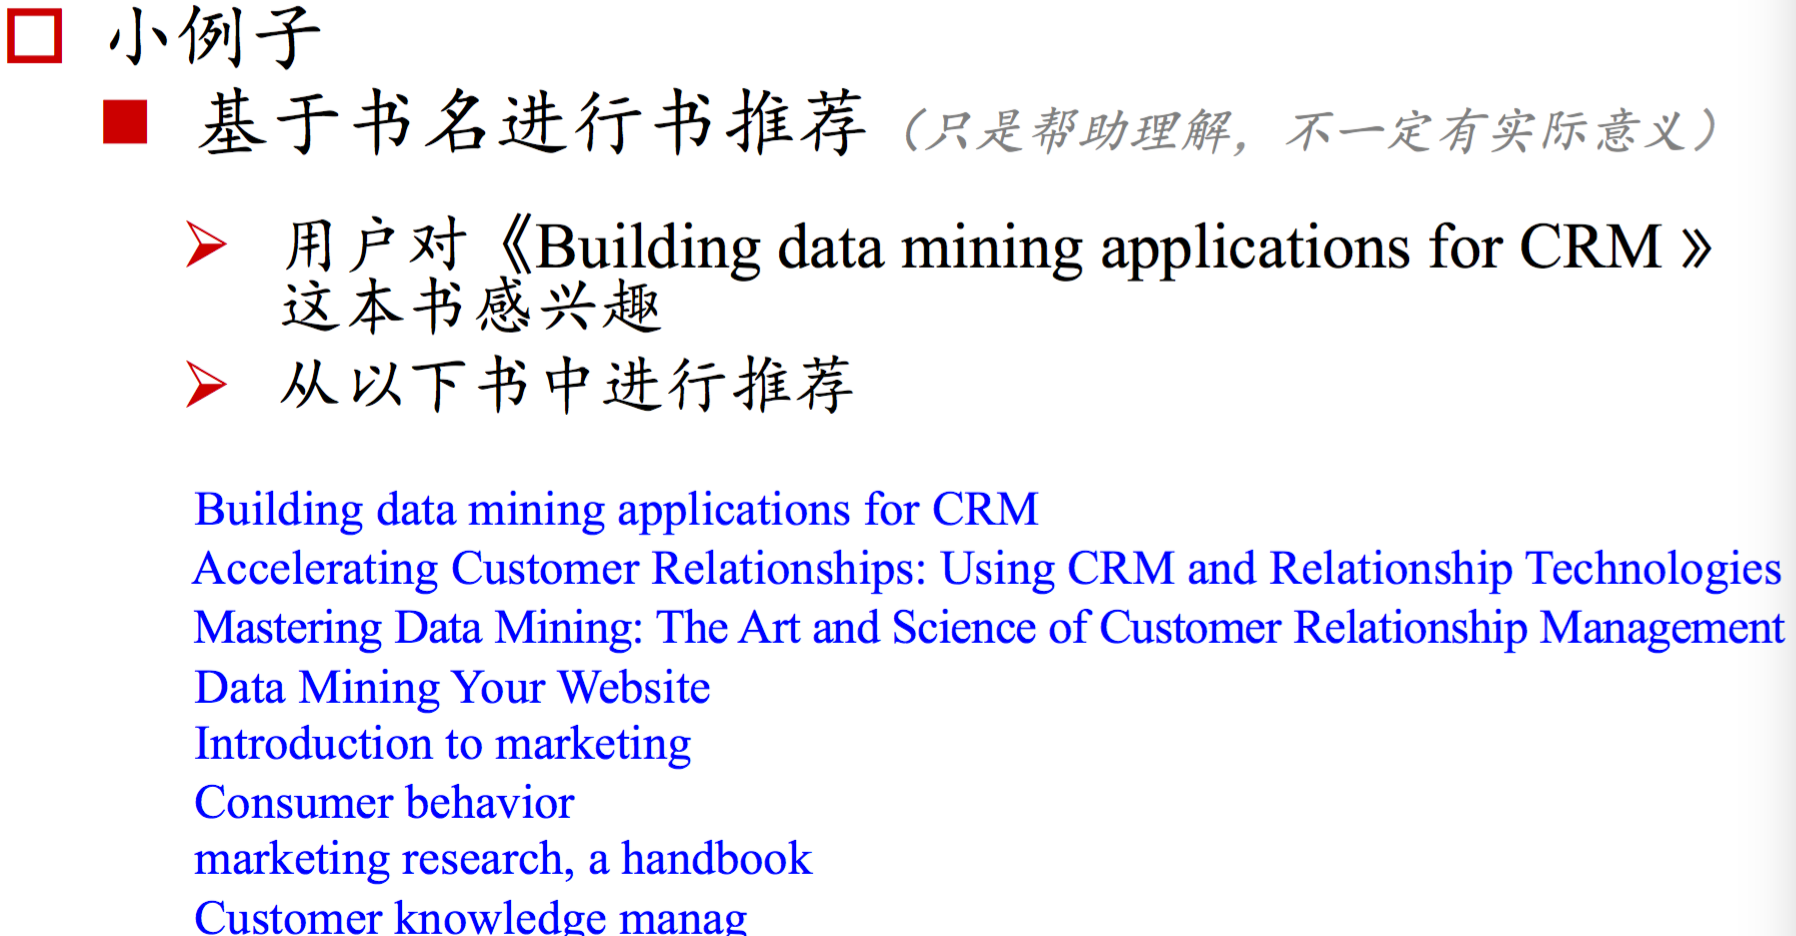 小例子
基于书名进行书推荐（只是帮助理解，不一定有实际意义）
用户对《Building data mining applications for CRM 》
这本书感兴趣
从以下书中进行推荐
Building data mining applications for CRM
Accelerating Customer Relationships: Using CRM and Relationship Technologies
Mastering Data Mining: The Art and Science of Customer Relationship Management
Data Mining Your Website
Introduction to marketing
Consumer behavior
marketing research, a handbook
Customer knowledge manag